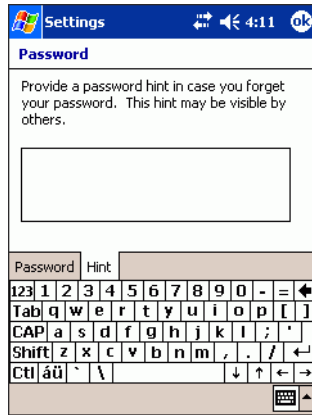 Settings 4:11 ok
Password
Provide a password hint in case you forget
your password. This hint may be visible by
others.
Password Hint
123 1 2 3 4 5 6 7 8 9 0 - =
Tab q w e r t y u i o p [ ]
CAP a s d f g h j k l ; '
Shift z x c v b n m , . /
Ctl áü ` \